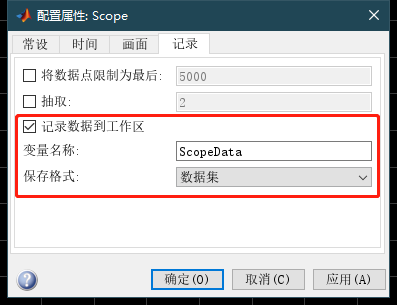 配置属性: Scope
常设 时间 画面 记录
将数据点限制为最后: 5000
抽取: 2
记录数据到工作区
变量名称: ScopeData
保存格式: 数据集
确定(O) 取消(C) 应用(A)